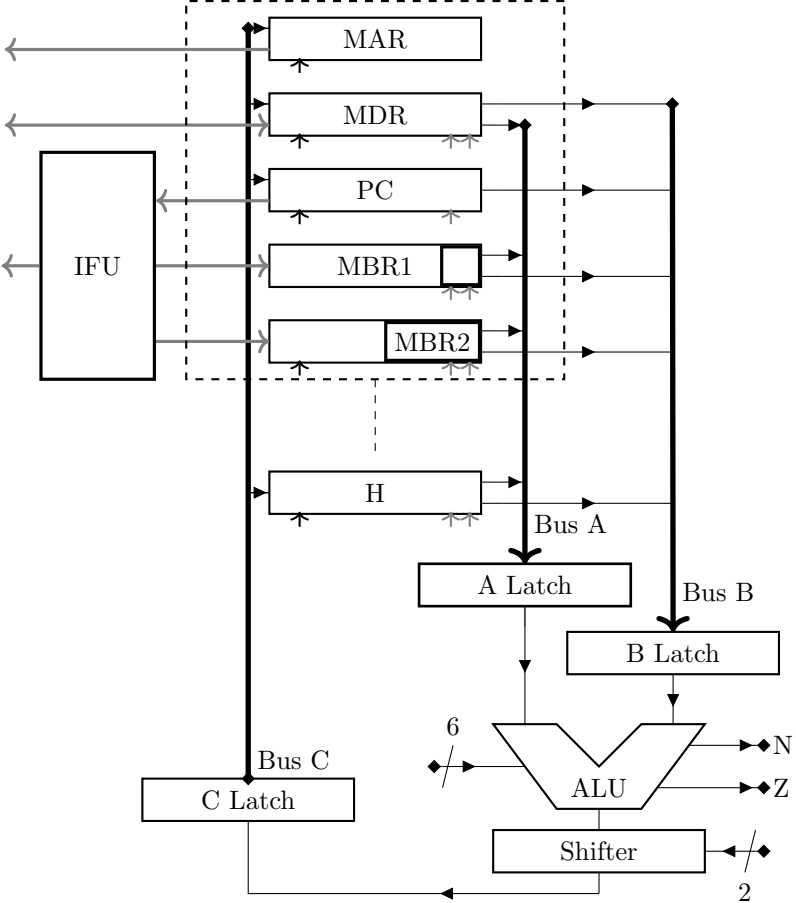 MAR
MDR
PC
IFU
MBR1
MBR2
H
Bus A
A Latch
Bus B
B Latch
6
N
Bus C
ALU
Z
C Latch
Shifter
2